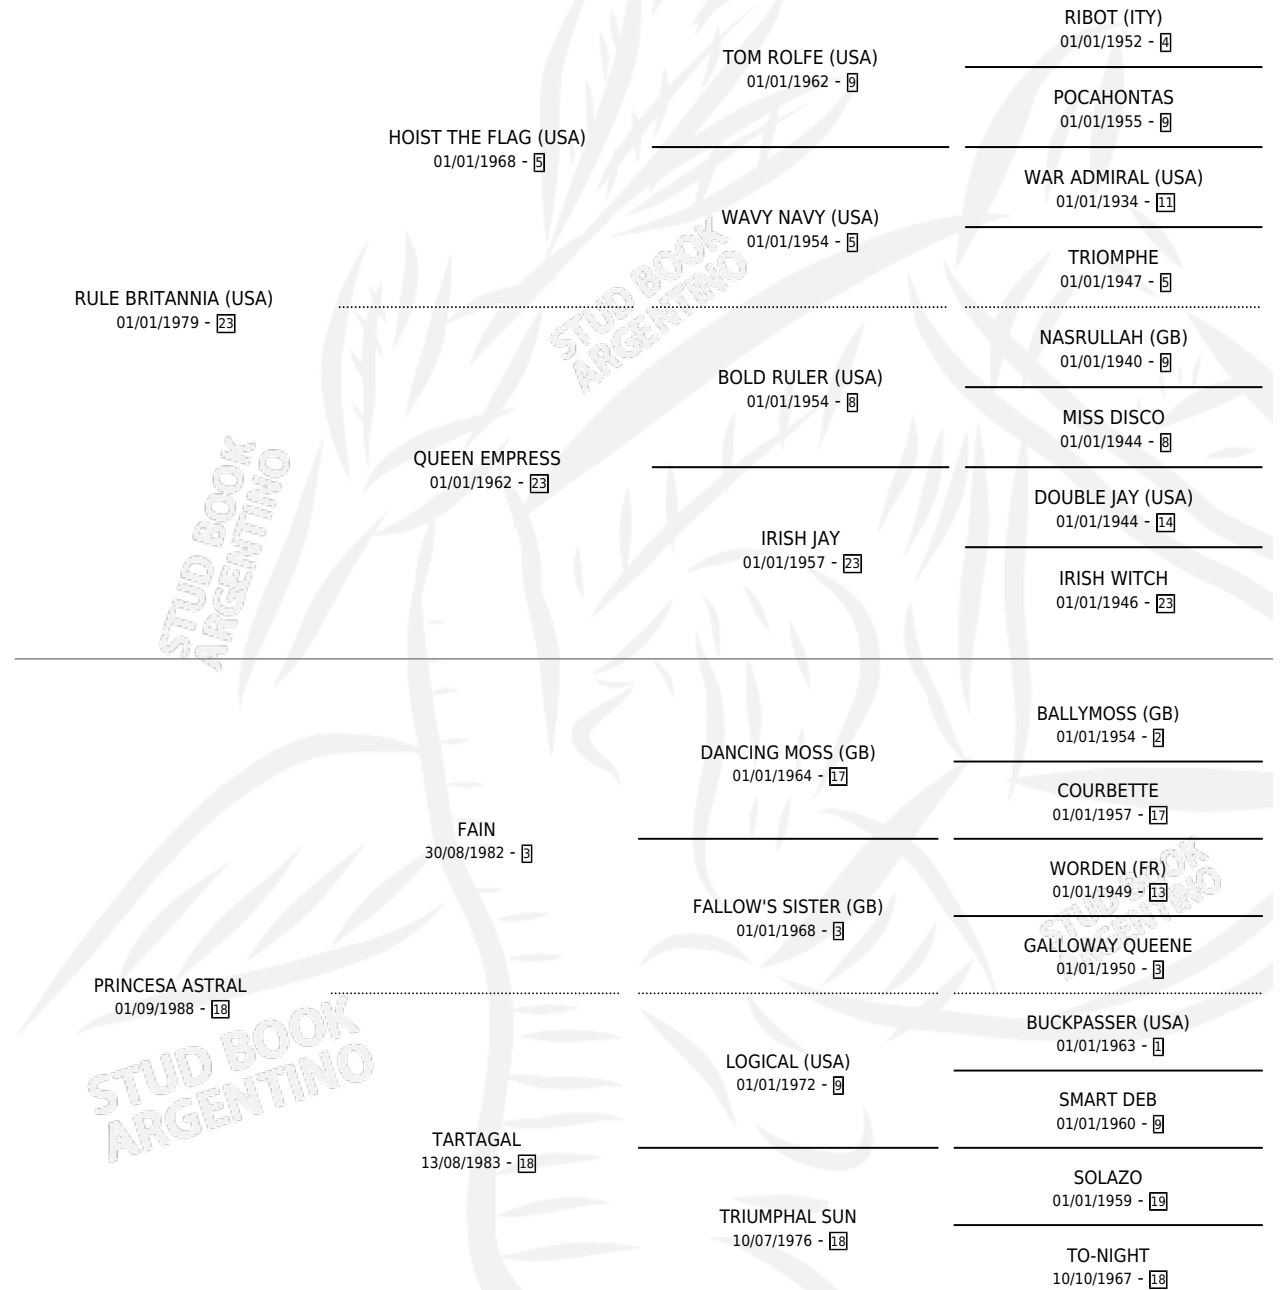 RIBOT (ITY)
01/01/1952 - 4
TOM ROLFE (USA)
01/01/1962 - 9
POCAHONTAS
01/01/1955 - 9
HOIST THE FLAG (USA)
01/01/1968 - 5
WAR ADMIRAL (USA)
01/01/1934 - 11
WAVY NAVY (USA)
01/01/1954 - 5
TRIOMPHE
01/01/1947 - 5
RULE BRITANNIA (USA)
01/01/1979 - 23
NASRULLAH (GB)
01/01/1940 - 9
BOLD RULER (USA)
01/01/1954 - 8
MISS DISCO
01/01/1944 - 8
QUEEN EMPRESS
01/01/1962 - 23
DOUBLE JAY (USA)
01/01/1944 - 14
IRISH JAY
01/01/1957 - 23
IRISH WITCH
01/01/1946 - 23
BALLYMOSS (GB)
01/01/1954 - 2
DANCING MOSS (GB)
01/01/1964 - 17
COURBETTE
01/01/1957 - 17
FAIN
30/08/1982 - 3
WORDEN (FR)
01/01/1949 - 13
FALLOW'S SISTER (GB)
01/01/1968 - 3
GALLOWAY QUEENE
01/01/1950 - 3
PRINCESA ASTRAL
01/09/1988 - 18
BUCKPASSER (USA)
01/01/1963 - 1
LOGICAL (USA)
01/01/1972 - 9
SMART DEB
01/01/1960 - 9
TARTAGAL
13/08/1983 - 18
SOLAZO
01/01/1959 - 19
TRIUMPHAL SUN
10/07/1976 - 18
TO-NIGHT
10/10/1967 - 18
STUD BOOK
ARGENTINO
STUD BOOK
ARGENTINO
STUD BOOK
ARGENTINO
STUD BOOK
ARGENTINO